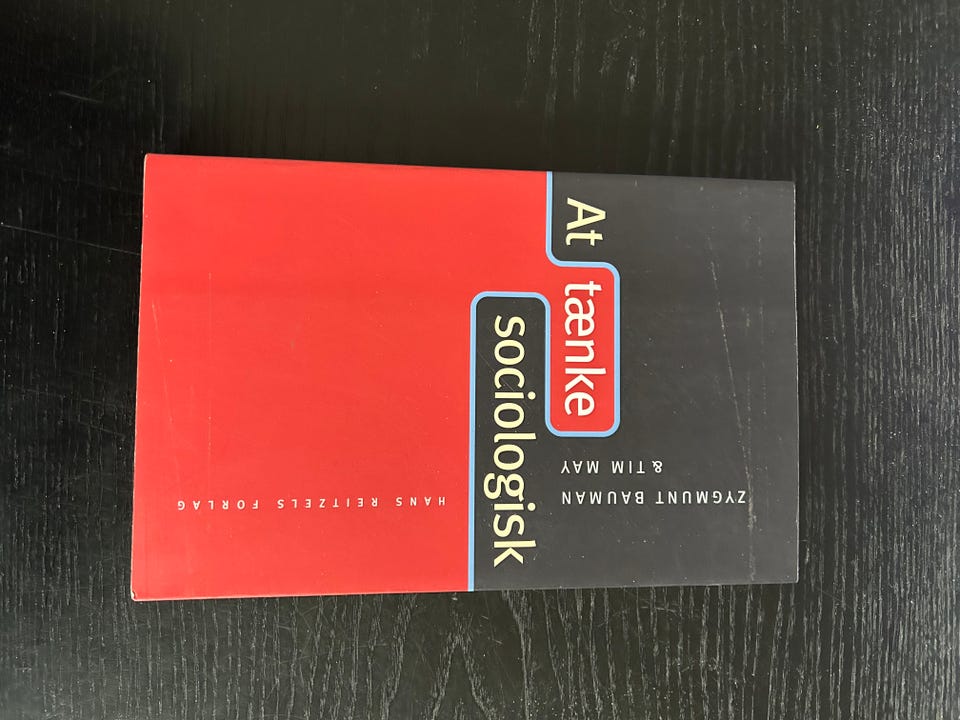 ZYGMUNT BAUMAN
& TIM MAY
At
tænke
sociologisk
HANS REITZELS FORLAG